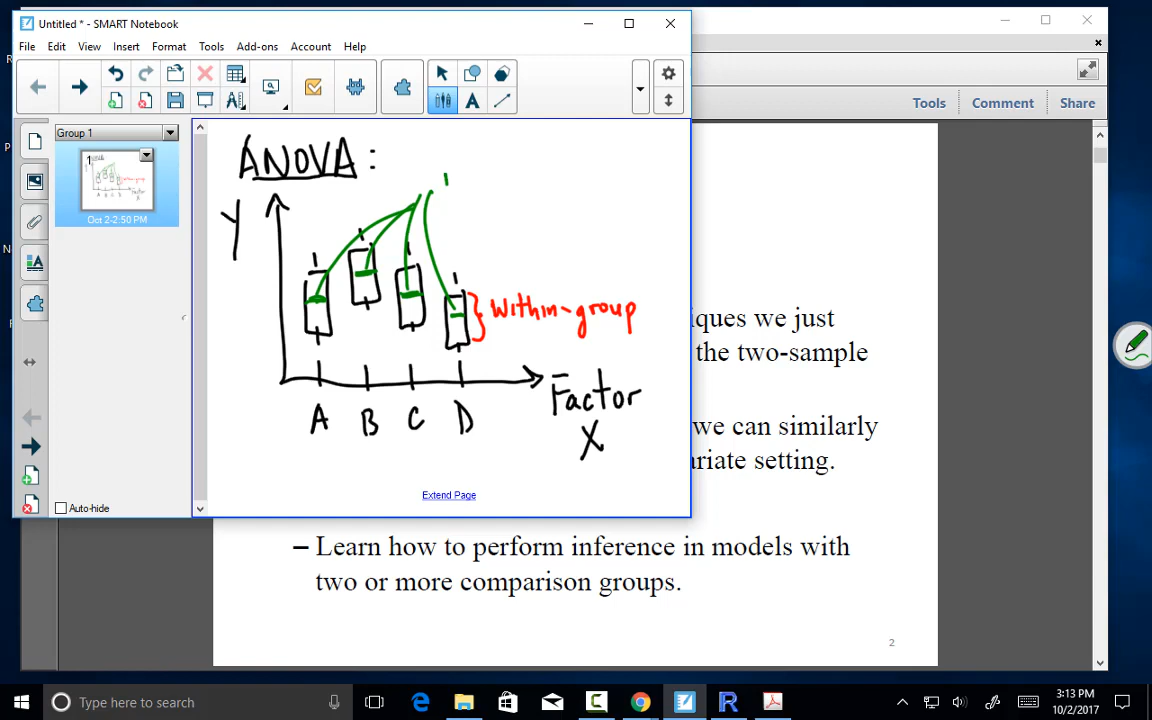 Untitled * - SMART Notebook
File Edit View Insert Format Tools Add-ons Account Help
Tools Comment Share
Group 1
1
Oct 2-2:50 PM
ANOVA:
Y
Within-group
A B C D
Factor
X
Extend Page
Auto-hide
iques we just
the two-sample
we can similarly
ariate setting.
– Learn how to perform inference in models with
two or more comparison groups.
2
Type here to search
3:13 PM
10/2/2017